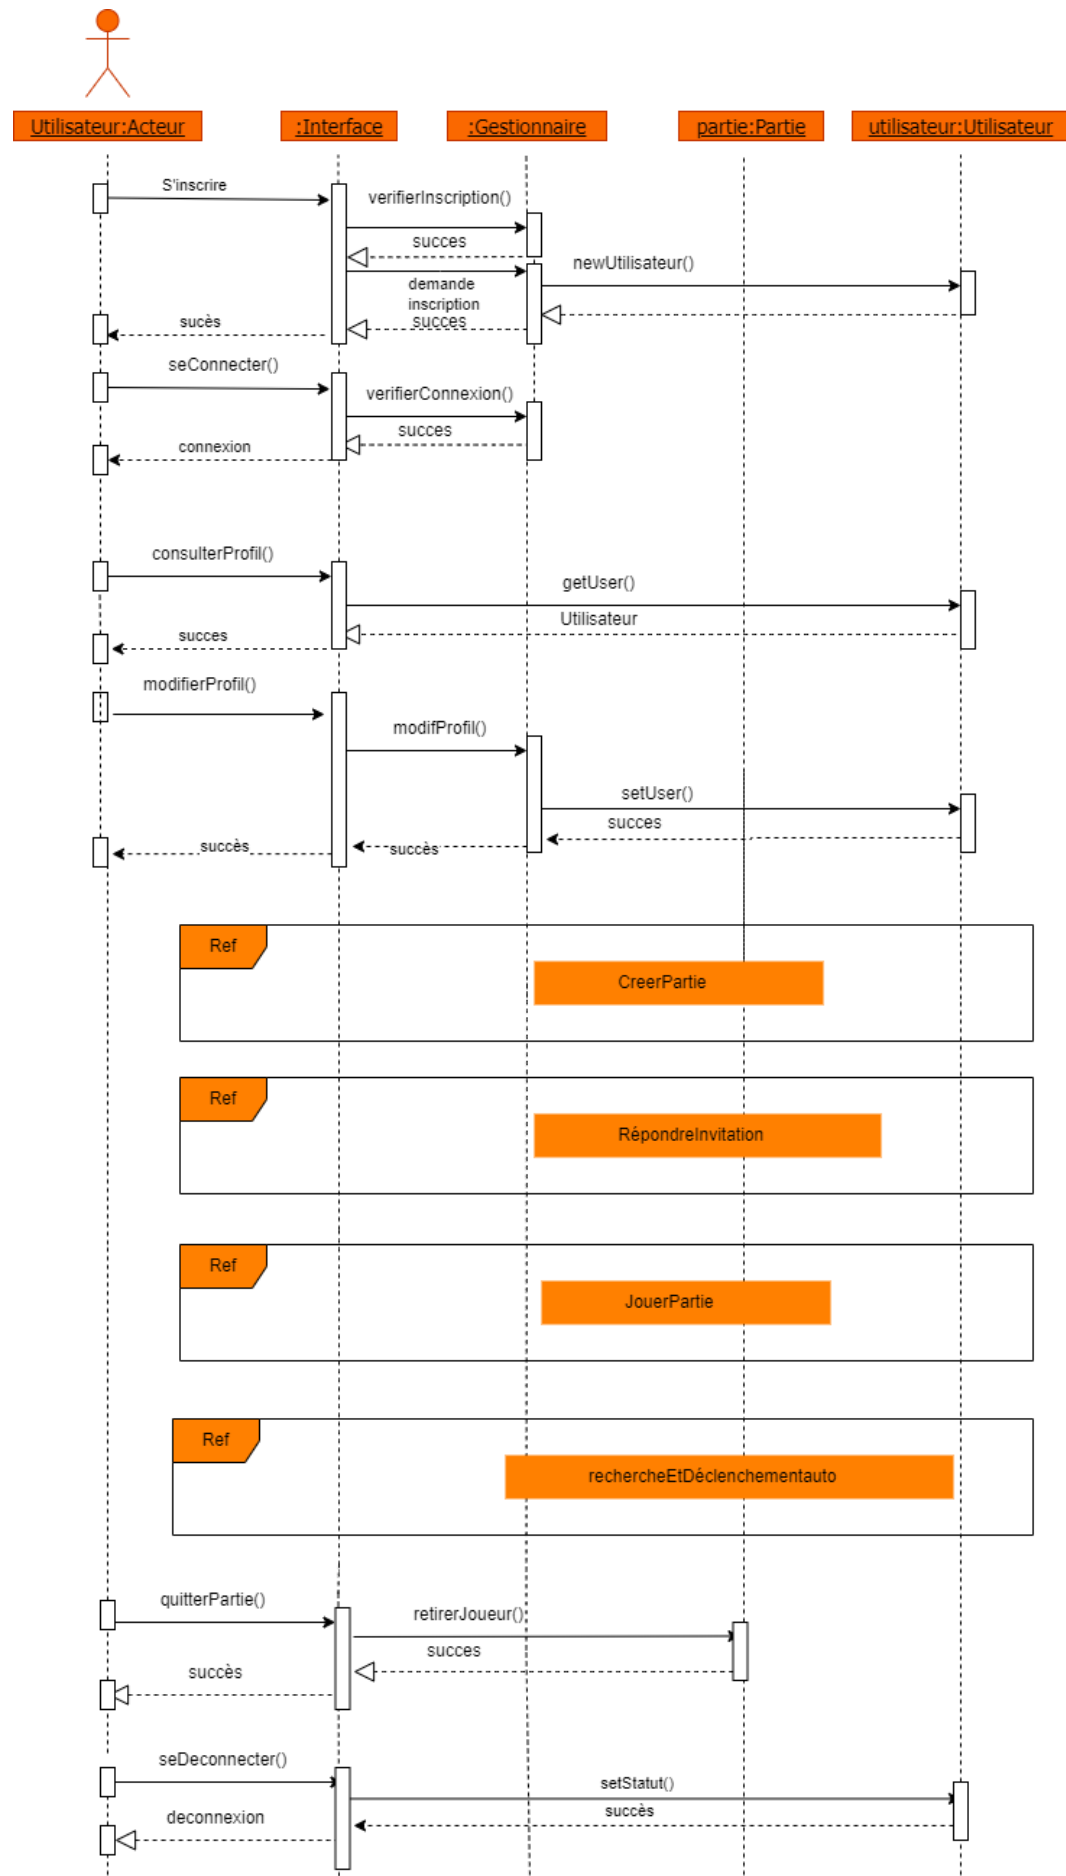 Utilisateur:Acteur
:Interface
:Gestionnaire
partie:Partie
utilisateur:Utilisateur
S'inscrire
verifierInscription()
succes
newUtilisateur()
demande
inscription
succes
sucès
seConnecter()
verifierConnexion()
succes
connexion
consulterProfil()
getUser()
Utilisateur
succes
modifierProfil()
modifProfil()
setUser()
succes
succès
succès
Ref
CreerPartie
Ref
RépondreInvitation
Ref
JouerPartie
Ref
rechercheEtDéclenchementauto
quitterPartie()
retirerJoueur()
succes
succès
seDeconnecter()
setStatut()
succès
deconnexion